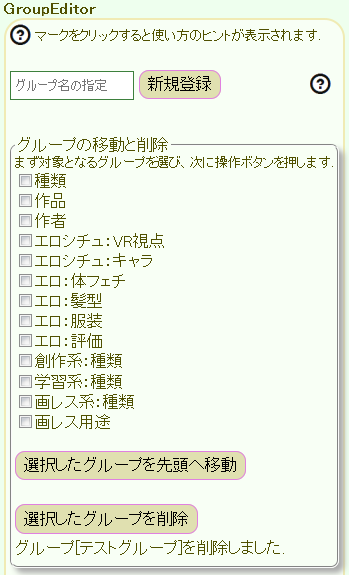 GroupEditor
? マークをクリックすると使い方のヒントが表示されます.
グループ名の指定 新規登録 ?
グループの移動と削除
まず対象となるグループを選び、次に操作ボタンを押します.
種類
作品
作者
エロシチュ:VR視点
エロシチュ:キャラ
エロ:体フェチ
エロ:髪型
エロ:服装
エロ:評価
創作系:種類
学習系:種類
画レス系:種類
画レス用途
選択したグループを先頭へ移動
選択したグループを削除
グループ[テストグループ]を削除しました.